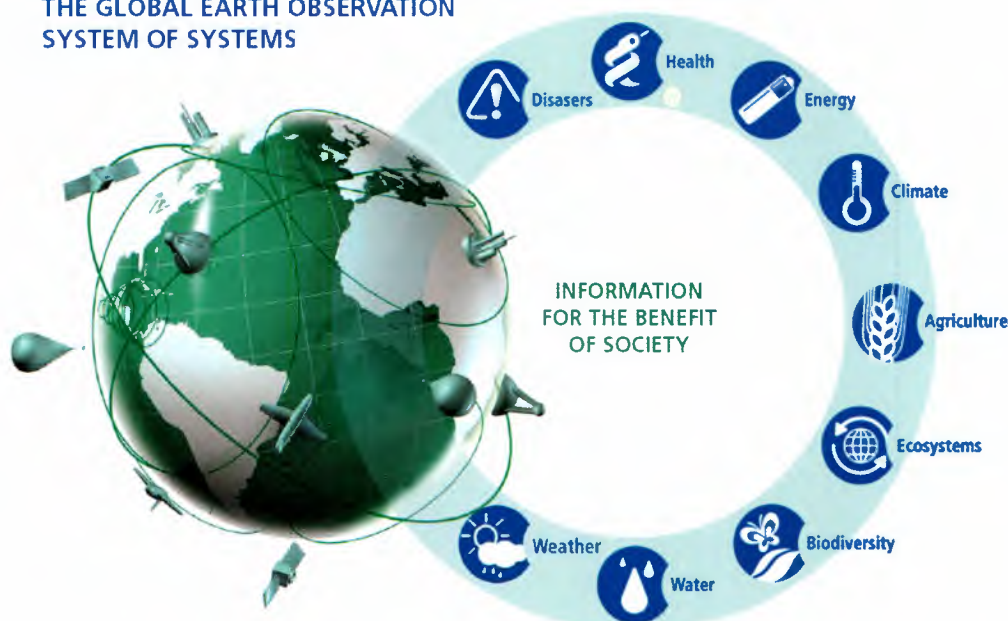 THE GLOBAL EARTH OBSERVATION
SYSTEM OF SYSTEMS
Health
Disasers
Energy
Climate
INFORMATION
FOR THE BENEFIT
OF SOCIETY
Agriculture
Ecosystems
Biodiversity
Weather
Water